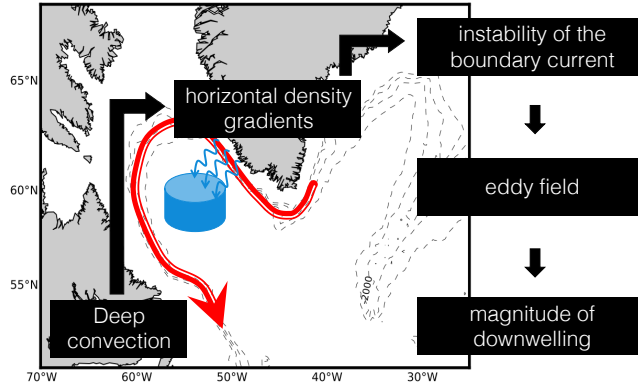 instability of the
boundary current
65°N
horizontal density
gradients
60°N
eddy field
55°N
-2000
Deep
convection
magnitude of
downwelling
70°W
60°W
50°W
40°W
30°W